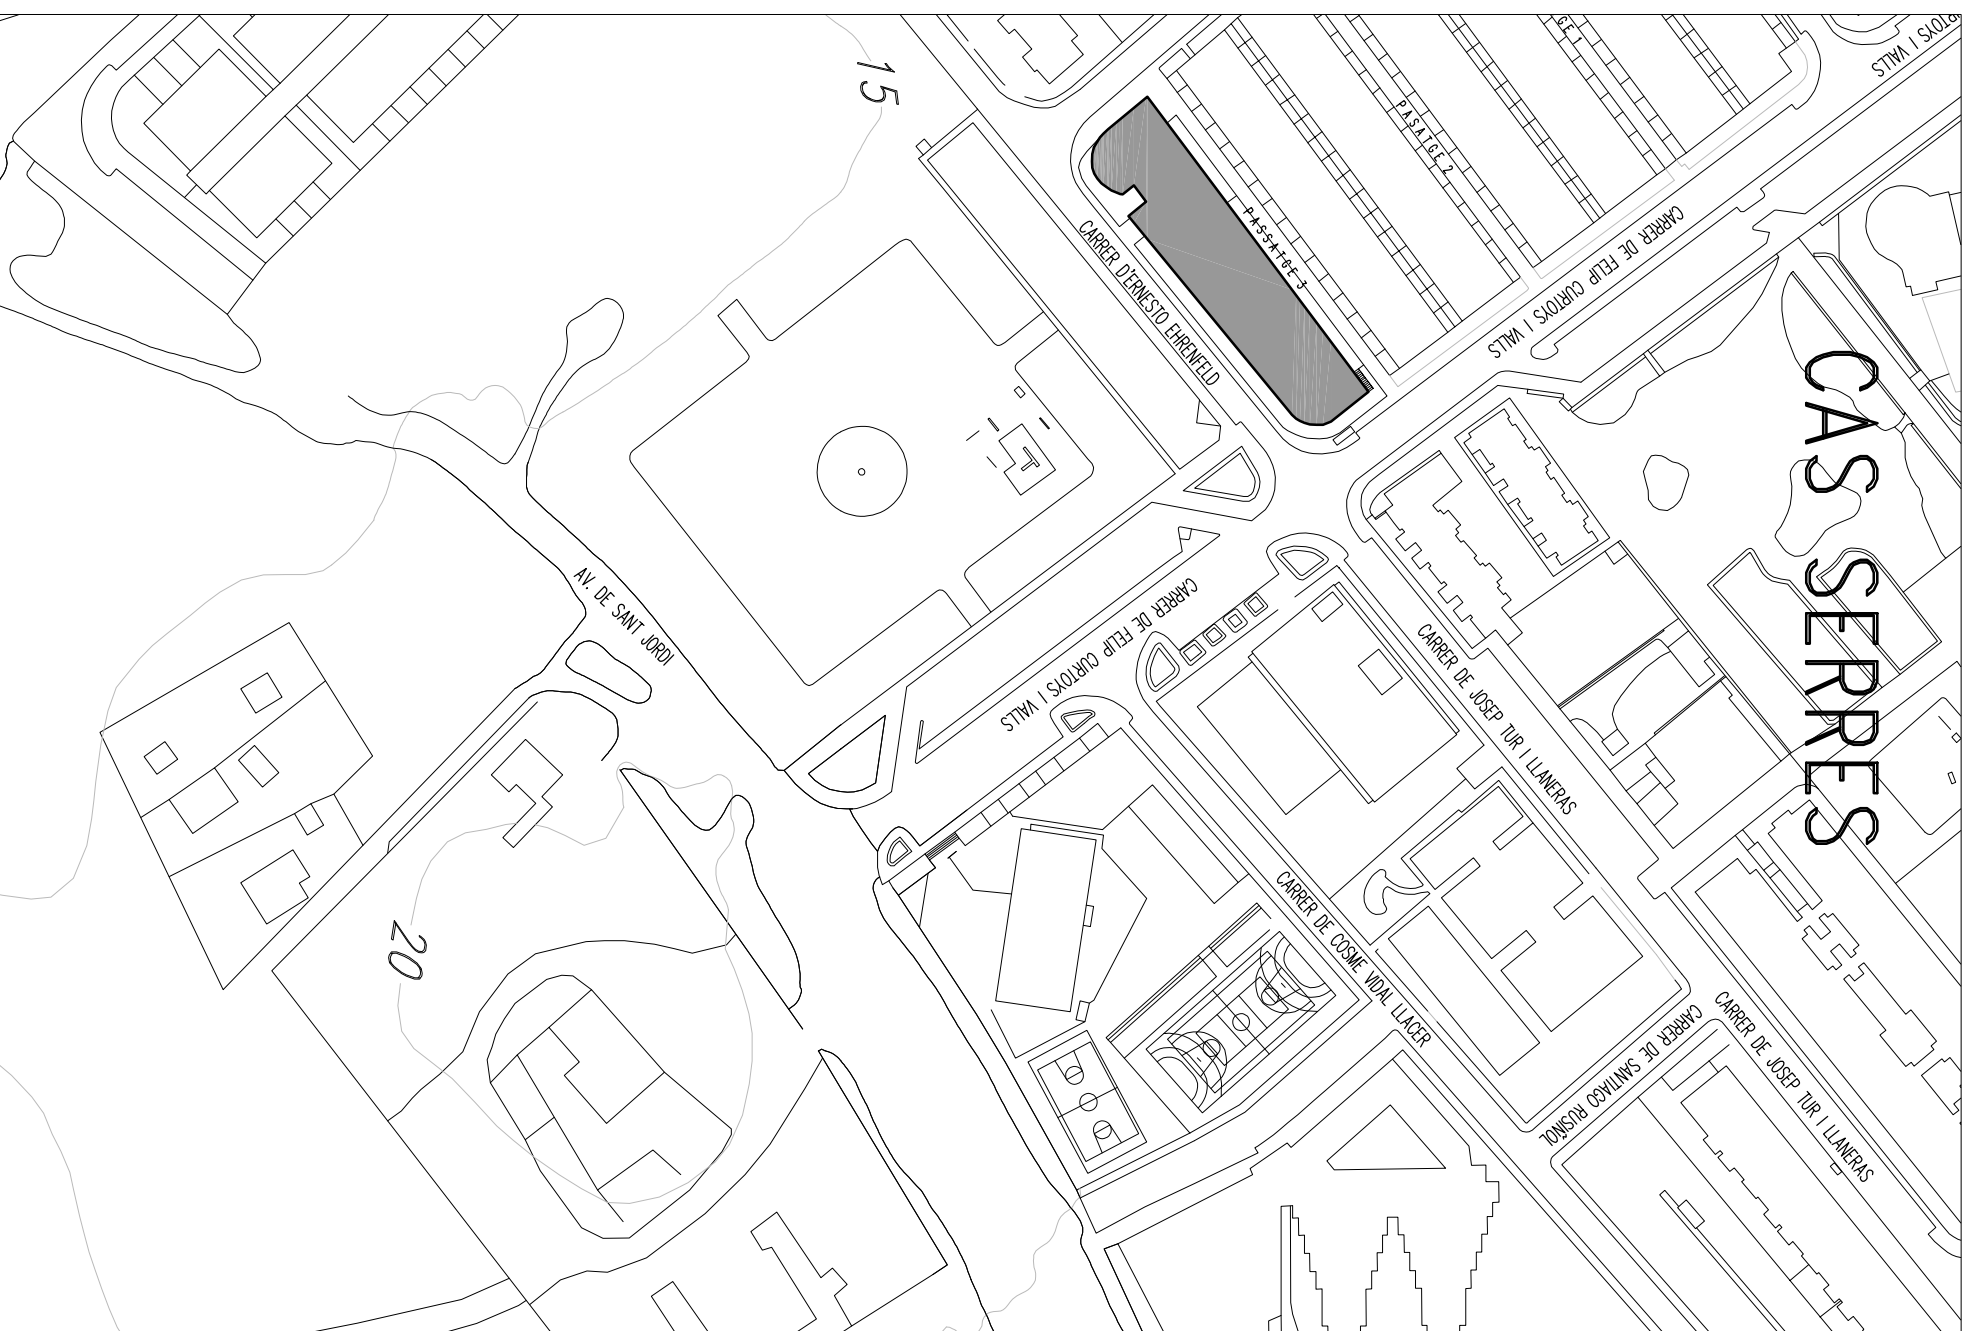 CURTOYS I VALLS
PASATGE 2
15
PASSATGE 3
CARRER DE FELIP CURTOYS I VALLS
CARRER D'ERNESTO EHRENFELD
CAS SERRES
AV. DE SANT JORDI
CARRER DE FELIP CURTOYS I VALLS
CARRER DE JOSEP TUR I LLANERAS
CARRER DE COSME VIDAL LLACER
20
CARRER DE SANTIAGO RUSIÑOL
CARRER DE JOSEP TUR I LLANERAS